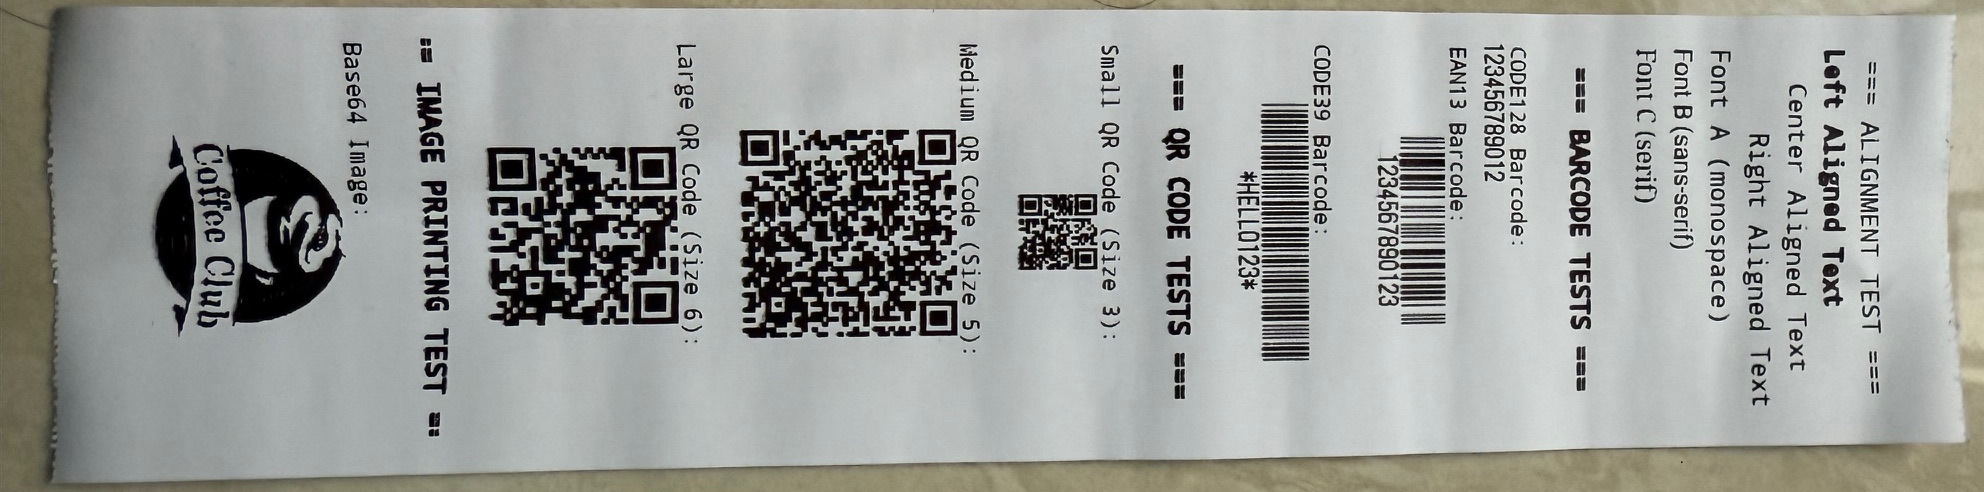 === ALIGNMENT TEST ===
Left Aligned Text
Center Aligned Text
Right Aligned Text
Font A (monospace)
Font B (sans-serif)
Font C (serif)
=== BARCODE TESTS ===
CODE128 Barcode:
123456789012
EAN13 Barcode:
1234567890123
CODE39 Barcode:
*HELLO123*
=== QR CODE TESTS ===
Small QR Code (Size 3):
Medium QR Code (Size 5):
Large QR Code (Size 6):
== IMAGE PRINTING TEST ==
Base64 Image:
Coffee Club